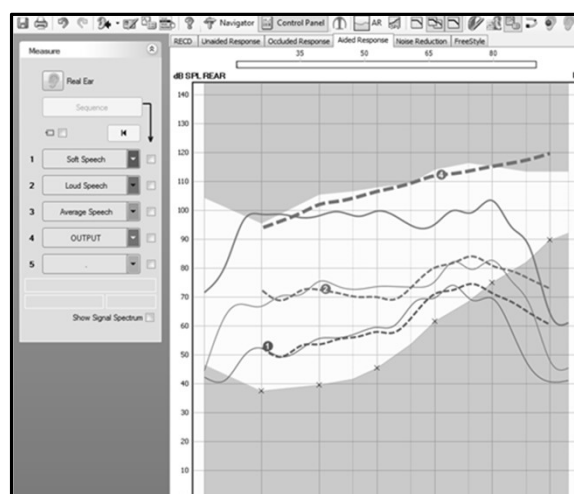 Navigator Control Panel AR
RECD Unaided Response Occluded Response Aided Response Noise Reduction FreeStyle
Measure
Real Ear
Sequence
1 Soft Speech
2 Loud Speech
3 Average Speech
4 OUTPUT
5 -
Show Signal Spectrum
35 50 65 80
dB SPL REAR
140
130
120
110
100
90
80
70
60
50
40
30
20
10
4
2
1